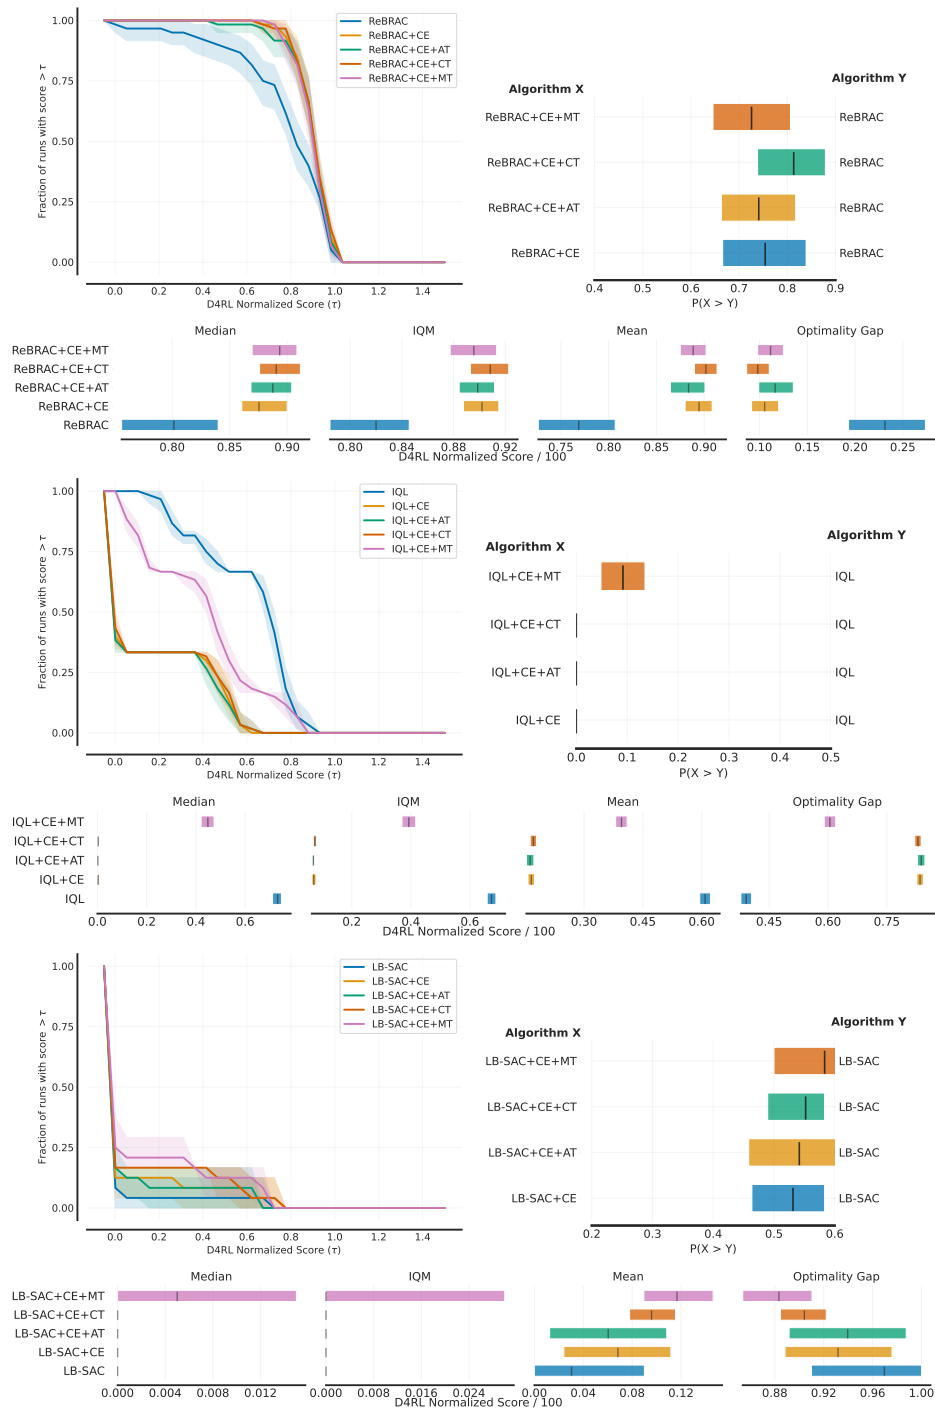 1.00
0.75
0.50
0.25
0.00
Fraction of runs with score > τ
ReBRAC
ReBRAC+CE
ReBRAC+CE+AT
ReBRAC+CE+CT
ReBRAC+CE+MT
0.0 0.2 0.4 0.6 0.8 1.0 1.2 1.4
D4RL Normalized Score (τ)
Algorithm X Algorithm Y
ReBRAC+CE+MT ReBRAC
ReBRAC+CE+CT ReBRAC
ReBRAC+CE+AT ReBRAC
ReBRAC+CE ReBRAC
0.4 0.5 0.6 0.7 0.8 0.9
P(X > Y)
Median IQM Mean Optimality Gap
ReBRAC+CE+MT
ReBRAC+CE+CT
ReBRAC+CE+AT
ReBRAC+CE
ReBRAC
0.80 0.85 0.90 0.80 0.84 0.88 0.92 0.75 0.80 0.85 0.90 0.10 0.15 0.20 0.25
D4RL Normalized Score / 100
1.00
0.75
0.50
0.25
0.00
Fraction of runs with score > τ
IQL
IQL+CE
IQL+CE+AT
IQL+CE+CT
IQL+CE+MT
0.0 0.2 0.4 0.6 0.8 1.0 1.2 1.4
D4RL Normalized Score (τ)
Algorithm X Algorithm Y
IQL+CE+MT IQL
IQL+CE+CT IQL
IQL+CE+AT IQL
IQL+CE IQL
0.0 0.1 0.2 0.3 0.4 0.5
P(X > Y)
Median IQM Mean Optimality Gap
IQL+CE+MT
IQL+CE+CT
IQL+CE+AT
IQL+CE
IQL
0.0 0.2 0.4 0.6 0.2 0.4 0.6 0.30 0.45 0.60 0.45 0.60 0.75
D4RL Normalized Score / 100
1.00
0.75
0.50
0.25
0.00
Fraction of runs with score > τ
LB-SAC
LB-SAC+CE
LB-SAC+CE+AT
LB-SAC+CE+CT
LB-SAC+CE+MT
0.0 0.2 0.4 0.6 0.8 1.0 1.2 1.4
D4RL Normalized Score (τ)
Algorithm X Algorithm Y
LB-SAC+CE+MT LB-SAC
LB-SAC+CE+CT LB-SAC
LB-SAC+CE+AT LB-SAC
LB-SAC+CE LB-SAC
0.2 0.3 0.4 0.5 0.6
P(X > Y)
Median IQM Mean Optimality Gap
LB-SAC+CE+MT
LB-SAC+CE+CT
LB-SAC+CE+AT
LB-SAC+CE
LB-SAC
0.000 0.004 0.008 0.012 0.000 0.008 0.016 0.024 0.00 0.04 0.08 0.12 0.88 0.92 0.96 1.00
D4RL Normalized Score / 100